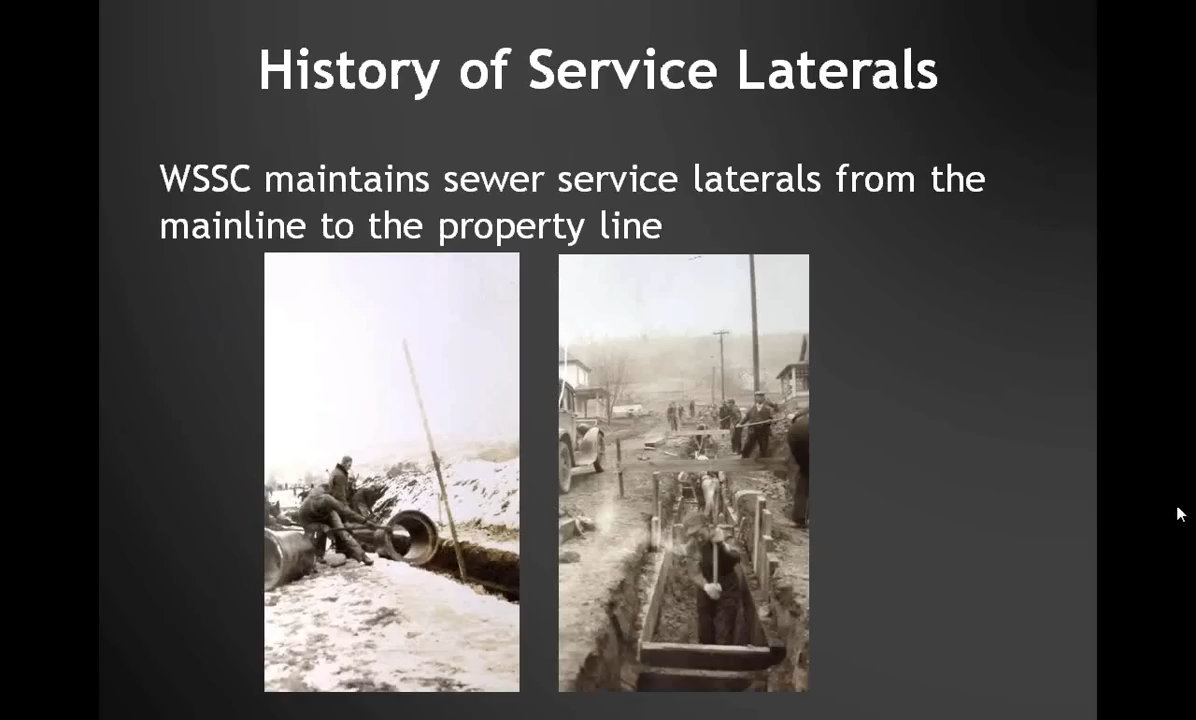 History of Service Laterals
WSSC maintains sewer service laterals from the
mainline to the property line